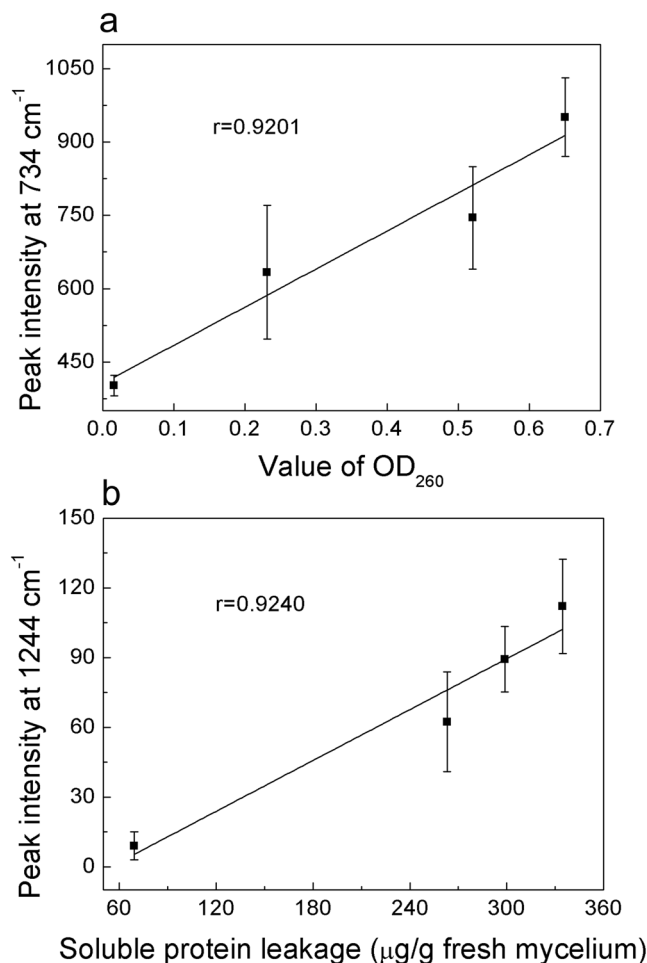 a
1050
900
750
600
450
r=0.9201
Peak intensity at 734 cm⁻¹
0.0 0.1 0.2 0.3 0.4 0.5 0.6 0.7
Value of OD₂₆₀
b
150
120
90
60
30
0
r=0.9240
Peak intensity at 1244 cm⁻¹
60 120 180 240 300 360
Soluble protein leakage (μg/g fresh mycelium)